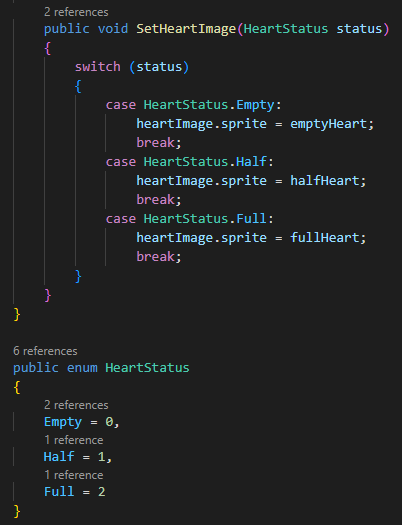 2 references
public void SetHeartImage(HeartStatus status)
{
switch (status)
{
case HeartStatus.Empty:
heartImage.sprite = emptyHeart;
break;
case HeartStatus.Half:
heartImage.sprite = halfHeart;
break;
case HeartStatus.Full:
heartImage.sprite = fullHeart;
break;
}
}
}
6 references
public enum HeartStatus
{
2 references
Empty = 0,
1 reference
Half = 1,
1 reference
Full = 2
}